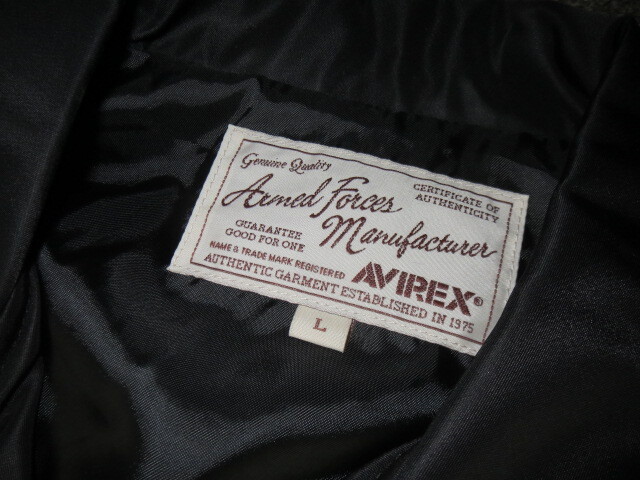 Genuine Quality
CERTIFICATE OF
AUTHENTICITY
Armed Forces
Manufacturer
GUARANTEE
GOOD FOR ONE
NAME & TRADE MARK REGISTERED
AVIREX®
AUTHENTIC GARMENT ESTABLISHED IN 1975
L